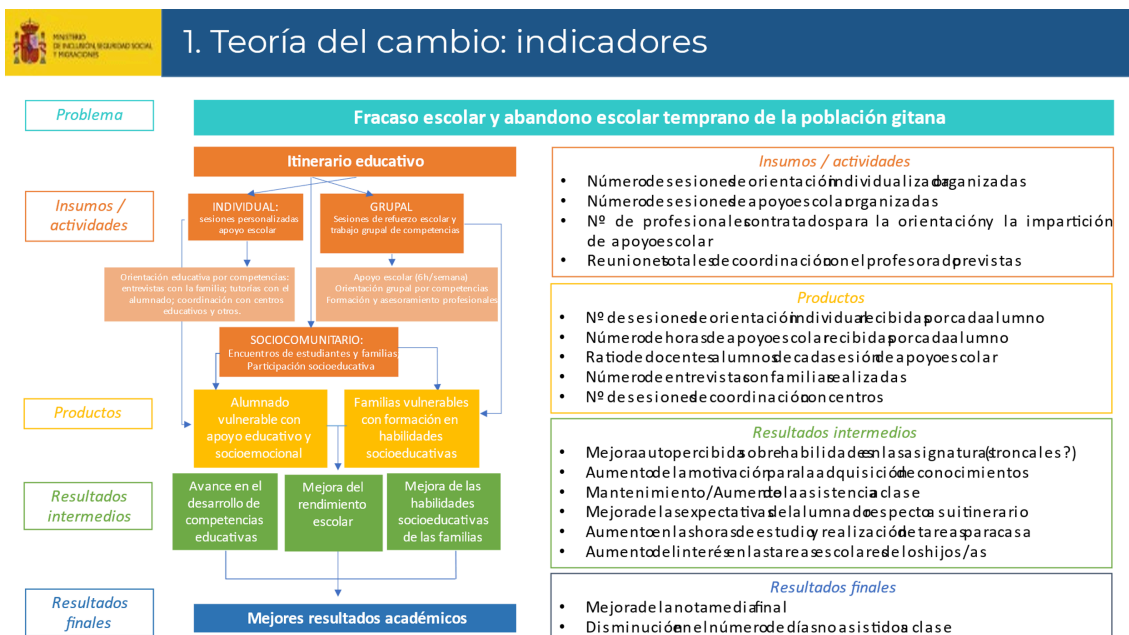 MINISTERIO
DE INCLUSIÓN, SEGURIDAD SOCIAL
Y MIGRACIONES
1. Teoría del cambio: indicadores
Problema
Fracaso escolar y abandono escolar temprano de la población gitana
Itinerario educativo
Insumos /
actividades
INDIVIDUAL:
sesiones personalizadas
apoyo escolar
GRUPAL
Sesiones de refuerzo escolar y
trabajo grupal de competencias
Orientación educativa por competencias:
entrevistas con la familia; tutorías con el
alumnado; coordinación con centros
educativos y otros.
Apoyo escolar (6h/semana)
Orientación grupal por competencias
Formación y asesoramiento profesionales
SOCIOCOMUNITARIO:
Encuentros de estudiantes y familias
Participación socioeducativa
Productos
Alumnado
vulnerable con
apoyo educativo y
socioemocional
Familias vulnerables
con formación en
habilidades
socioeducativas
Resultados
intermedios
Avance en el
desarrollo de
competencias
educativas
Mejora del
rendimiento
escolar
Mejora de las
habilidades
socioeducativas
de las familias
Resultados
finales
Mejores resultados académicos
Insumos / actividades
• Número de sesiones de orientación individualizada organizadas
• Número de sesiones de apoyo escolar organizadas
• Nº de profesionales contratados para la orientación y la impartición
de apoyo escolar
• Reuniones totales de coordinación con el profesorado previstas
Productos
• Nº de sesiones de orientación individual recibidas por cada alumno
• Número de horas de apoyo escolar recibidas por cada alumno
• Ratio de docentes alumnos de cada sesión de apoyo escolar
• Número de entrevistas con familias realizadas
• Nº de sesiones de coordinación con centros
Resultados intermedios
• Mejora autopercibida sobre habilidades en las asignaturas (troncales?)
• Aumento de la motivación para la adquisición de conocimientos
• Mantenimiento/Aumento de la asistencia a clase
• Mejora de las expectativas del alumnado respecto a su itinerario
• Aumento en las horas de estudio y realización de tareas para casa
• Aumento del interés en las tareas escolares de los hijos/as
Resultados finales
• Mejora de la nota media final
• Disminución en el número de días no asistidos a clase